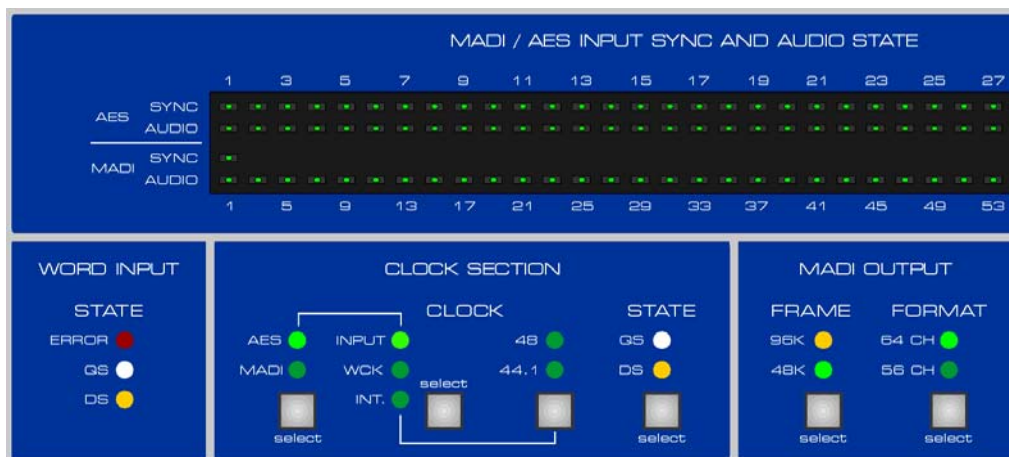 MADI / AES INPUT SYNC AND AUDIO STATE
1 3 5 7 9 11 13 15 17 19 21 23 25 27
AES SYNC
AUDIO
MADI SYNC
AUDIO
1 5 9 13 17 21 25 29 33 37 41 45 49 53
WORD INPUT
STATE
ERROR
QS
DS
CLOCK SECTION
CLOCK
AES INPUT 48
MADI WCK 44.1
INT.
select
select
STATE
QS
DS
select
MADI OUTPUT
FRAME FORMAT
96K 64 CH
48K 56 CH
select select